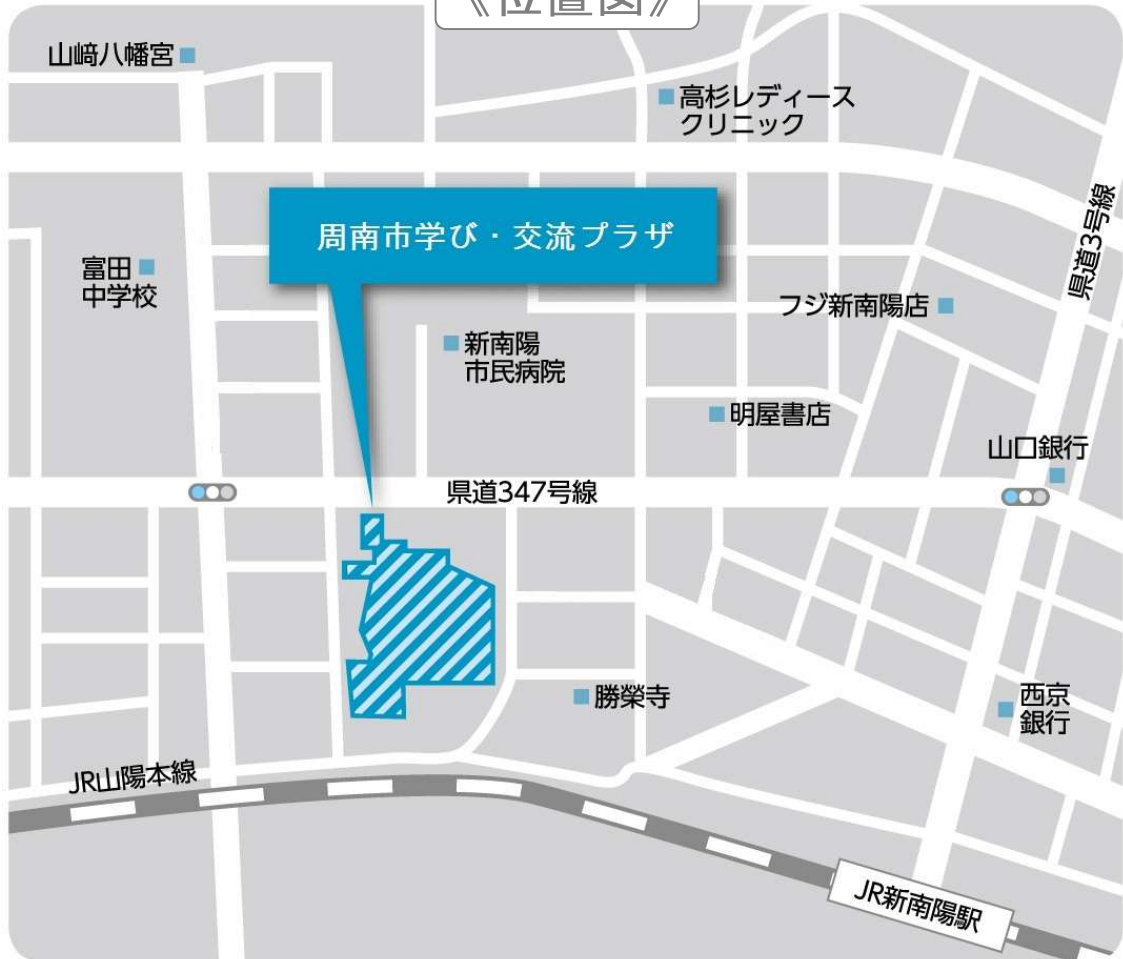 《位置図》
山﨑八幡宮
高杉レディース
クリニック
県道3号線
周南市学び・交流プラザ
富田
中学校
フジ新南陽店
新南陽
市民病院
明屋書店
山口銀行
県道347号線
勝榮寺
西京
銀行
JR山陽本線
JR新南陽駅